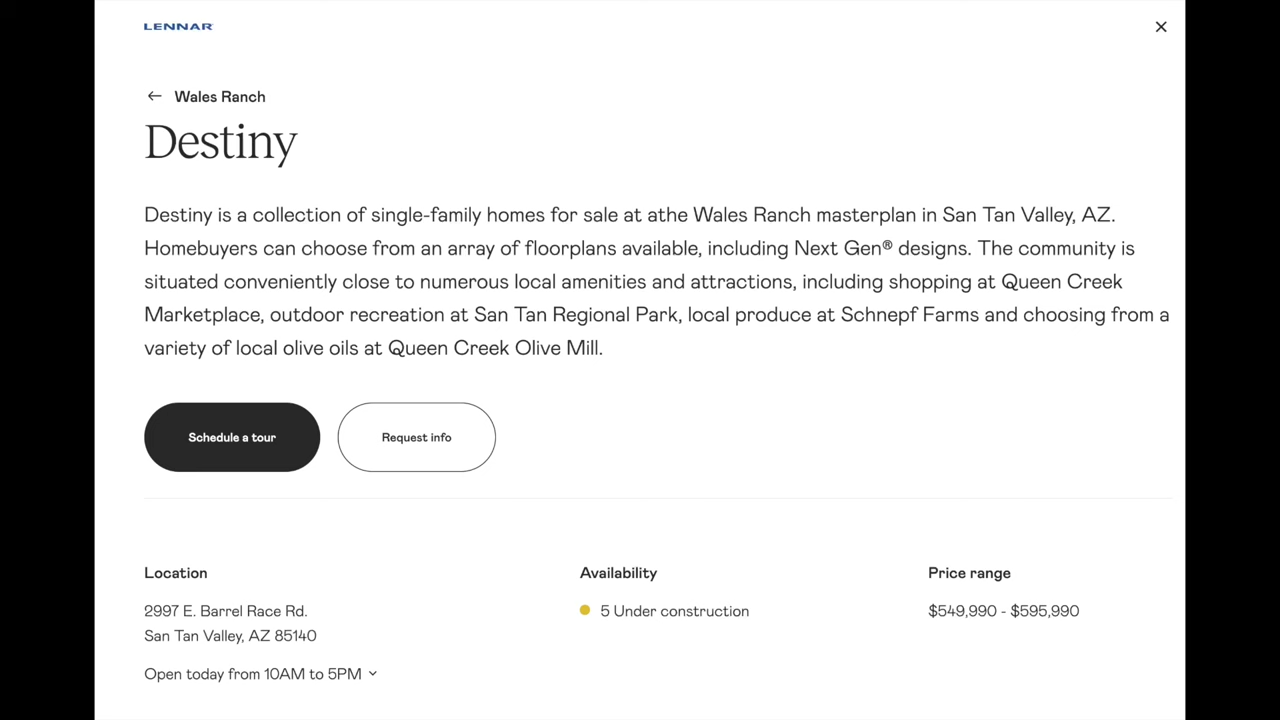 LENNAR
Wales Ranch
Destiny
Destiny is a collection of single-family homes for sale at athe Wales Ranch masterplan in San Tan Valley, AZ.
Homebuyers can choose from an array of floorplans available, including Next Gen® designs. The community is
situated conveniently close to numerous local amenities and attractions, including shopping at Queen Creek
Marketplace, outdoor recreation at San Tan Regional Park, local produce at Schnepf Farms and choosing from a
variety of local olive oils at Queen Creek Olive Mill.
Schedule a tour Request info
Location Availability Price range
2997 E. Barrel Race Rd. 5 Under construction $549,990 - $595,990
San Tan Valley, AZ 85140
Open today from 10AM to 5PM